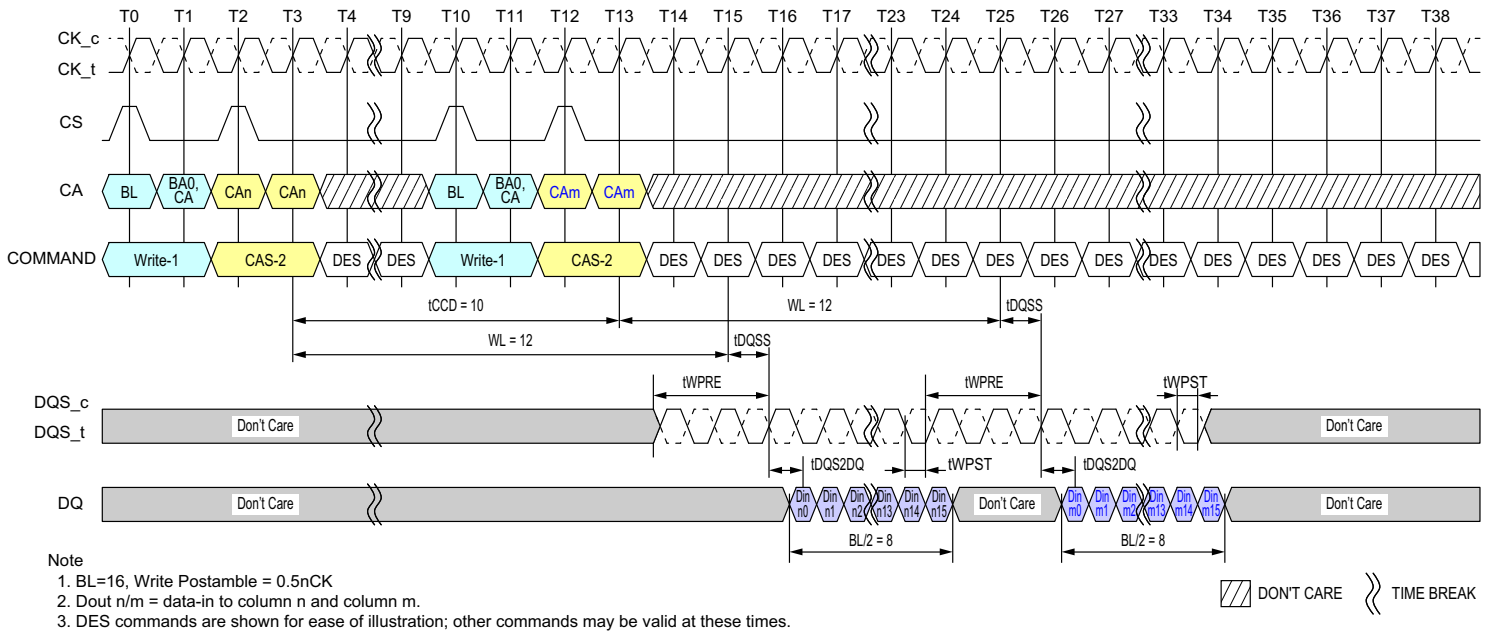 T0 T1 T2 T3 T4 T9 T10 T11 T12 T13 T14 T15 T16 T17 T23 T24 T25 T26 T27 T33 T34 T35 T36 T37 T38
CK_c
CK_t
CS
CA BL BA0, CA CAn CAn BL BA0, CA CAm CAm
COMMAND Write-1 CAS-2 DES DES Write-1 CAS-2 DES DES DES DES DES DES DES DES DES DES DES DES DES DES DES
tCCD = 10 WL = 12 tDQSS
WL = 12 tDQSS
tWPRE tWPRE tWPST
DQS_c
DQS_t Don't Care Don't Care
tDQS2DQ tWPST tDQS2DQ
DQ Don't Care Din n0 Din n1 Din n2 Din n13 Din n14 Din n15 Don't Care Din m0 Din m1 Din m2 Din m13 Din m14 Din m15 Don't Care
BL/2 = 8 BL/2 = 8
Note
1. BL=16, Write Postamble = 0.5nCK
2. Dout n/m = data-in to column n and column m.
3. DES commands are shown for ease of illustration; other commands may be valid at these times.
DON'T CARE TIME BREAK